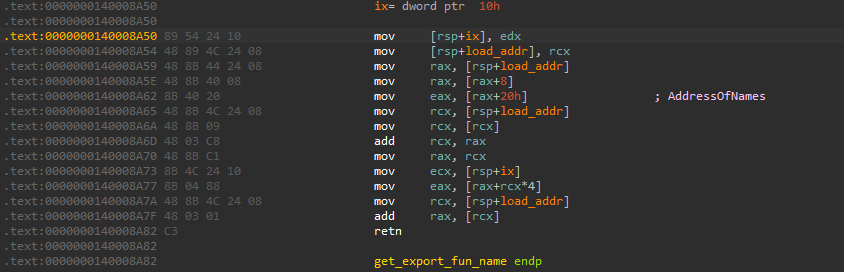 .text:0000000140008A50 ix= dword ptr  10h
.text:0000000140008A50
.text:0000000140008A50 89 54 24 10 mov [rsp+ix], edx
.text:0000000140008A54 48 89 4C 24 08 mov [rsp+load_addr], rcx
.text:0000000140008A59 48 8B 44 24 08 mov rax, [rsp+load_addr]
.text:0000000140008A5E 48 8B 40 08 mov rax, [rax+8]
.text:0000000140008A62 8B 40 20 mov eax, [rax+20h] ; AddressOfNames
.text:0000000140008A65 48 8B 4C 24 08 mov rcx, [rsp+load_addr]
.text:0000000140008A6A 48 8B 09 mov rcx, [rcx]
.text:0000000140008A6D 48 03 C8 add rcx, rax
.text:0000000140008A70 48 8B C1 mov rax, rcx
.text:0000000140008A73 8B 4C 24 10 mov ecx, [rsp+ix]
.text:0000000140008A77 8B 04 88 mov eax, [rax+rcx*4]
.text:0000000140008A7A 48 8B 4C 24 08 mov rcx, [rsp+load_addr]
.text:0000000140008A7F 48 03 01 add rax, [rcx]
.text:0000000140008A82 C3 retn
.text:0000000140008A82
.text:0000000140008A82 get_export_fun_name endp